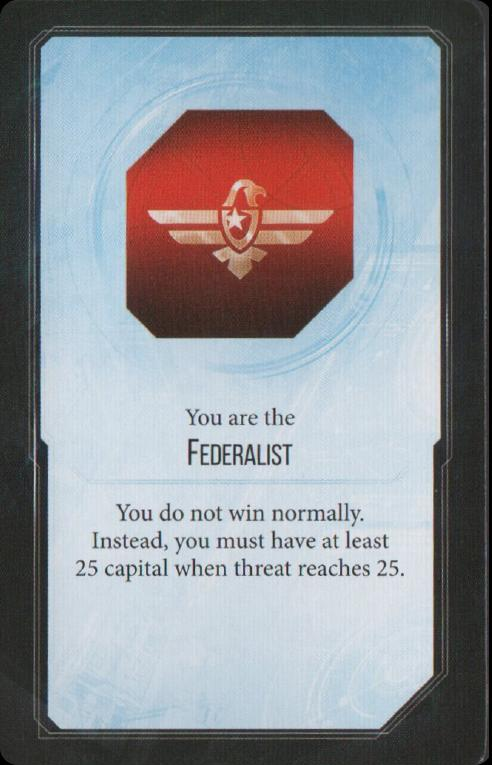 You are the
FEDERALIST
You do not win normally.
Instead, you must have at least
25 capital when threat reaches 25.